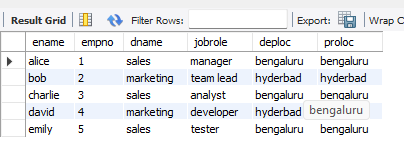 Result Grid Filter Rows: Export: Wrap C
ename empno dname jobrole deploc proloc
alice 1 sales manager bengaluru bengaluru
bob 2 marketing team lead hyderbad hyderbad
charlie 3 sales analyst bengaluru bengaluru
david 4 marketing developer hyderbad bengaluru
emily 5 sales tester bengaluru bengaluru